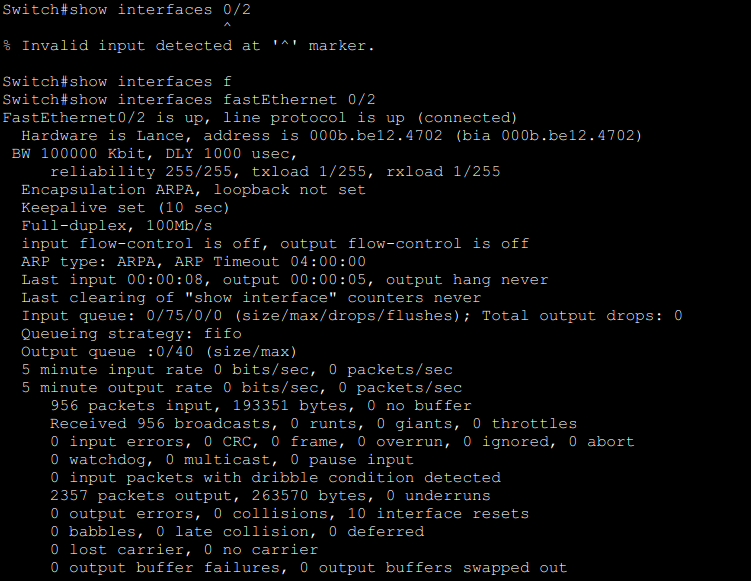 Switch#show interfaces 0/2
^
% Invalid input detected at '^' marker.
Switch#show interfaces f
Switch#show interfaces fastEthernet 0/2
FastEthernet0/2 is up, line protocol is up (connected)
Hardware is Lance, address is 000b.be12.4702 (bia 000b.be12.4702)
BW 100000 Kbit, DLY 1000 usec,
reliability 255/255, txload 1/255, rxload 1/255
Encapsulation ARPA, loopback not set
Keepalive set (10 sec)
Full-duplex, 100Mb/s
input flow-control is off, output flow-control is off
ARP type: ARPA, ARP Timeout 04:00:00
Last input 00:00:08, output 00:00:05, output hang never
Last clearing of "show interface" counters never
Input queue: 0/75/0/0 (size/max/drops/flushes); Total output drops: 0
Queueing strategy: fifo
Output queue :0/40 (size/max)
5 minute input rate 0 bits/sec, 0 packets/sec
5 minute output rate 0 bits/sec, 0 packets/sec
956 packets input, 193351 bytes, 0 no buffer
Received 956 broadcasts, 0 runts, 0 giants, 0 throttles
0 input errors, 0 CRC, 0 frame, 0 overrun, 0 ignored, 0 abort
0 watchdog, 0 multicast, 0 pause input
0 input packets with dribble condition detected
2357 packets output, 263570 bytes, 0 underruns
0 output errors, 0 collisions, 10 interface resets
0 babbles, 0 late collision, 0 deferred
0 lost carrier, 0 no carrier
0 output buffer failures, 0 output buffers swapped out